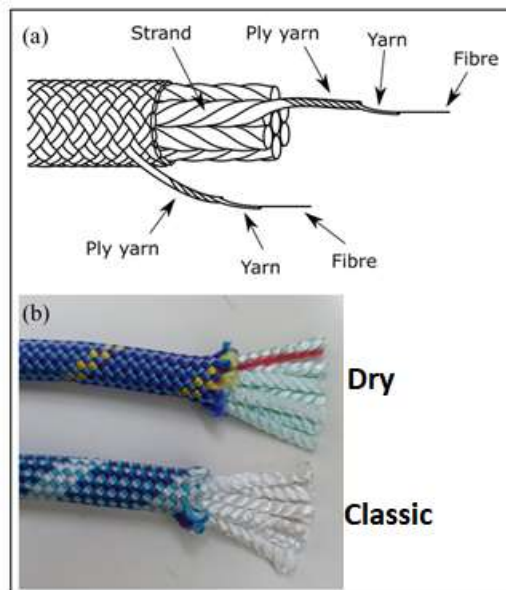 (a)
Strand
Ply yarn
Yarn
Fibre
Ply yarn
Yarn
Fibre
(b)
Dry
Classic